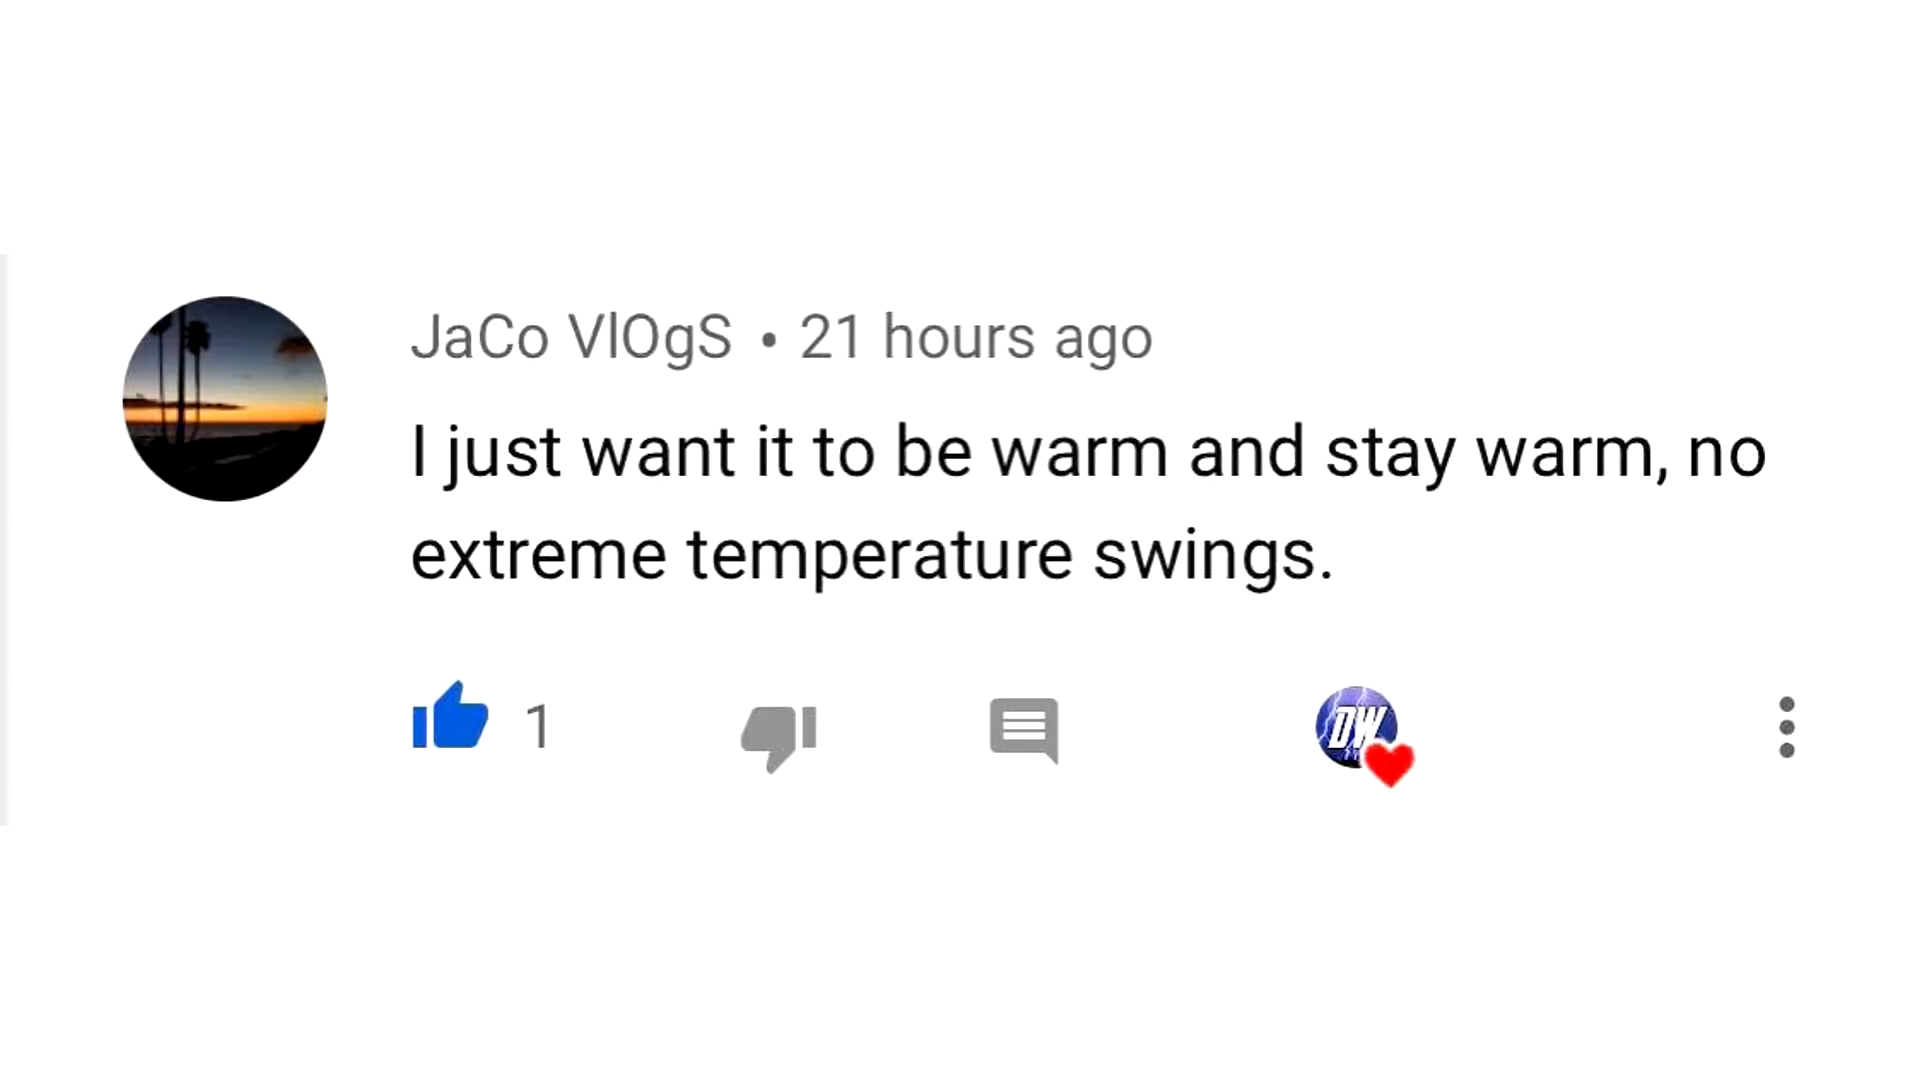 JaCo VlOgS • 21 hours ago
I just want it to be warm and stay warm, no
extreme temperature swings.
1
DW